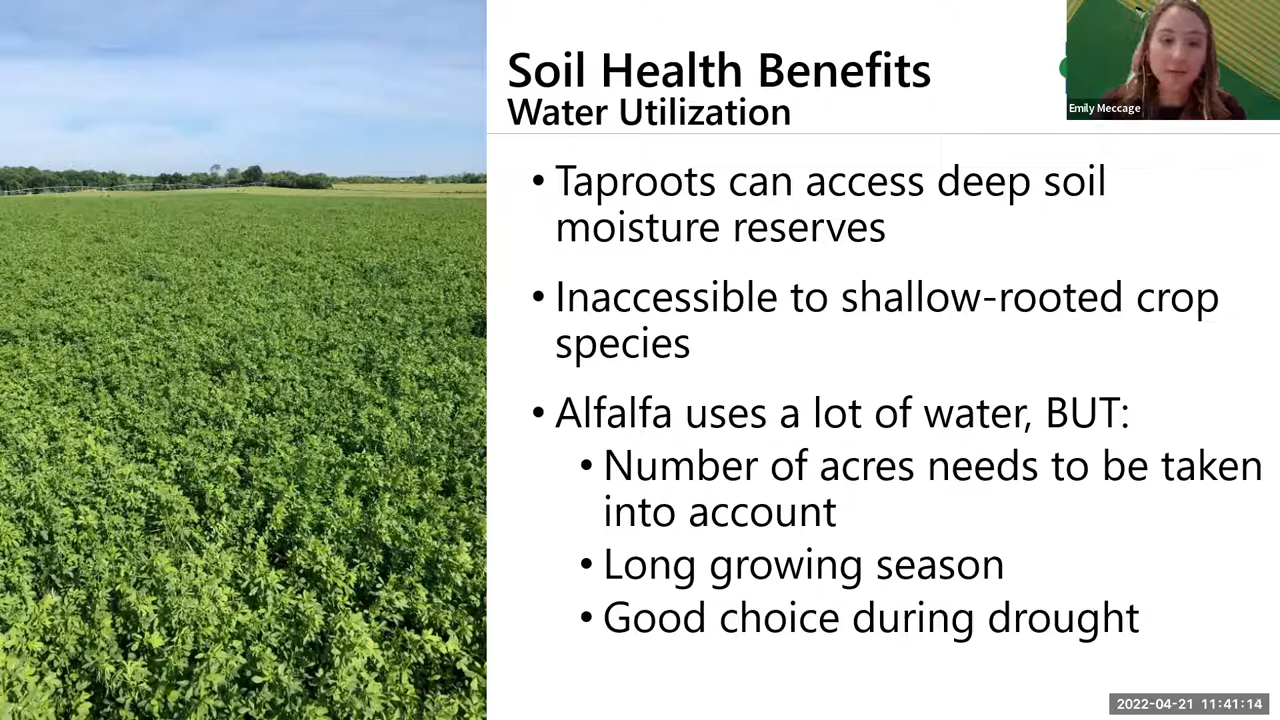 Soil Health Benefits
Water Utilization
Emily Meccage
• Taproots can access deep soil
moisture reserves
• Inaccessible to shallow-rooted crop
species
• Alfalfa uses a lot of water, BUT:
• Number of acres needs to be taken
into account
• Long growing season
• Good choice during drought
2022-04-21 11:41:14